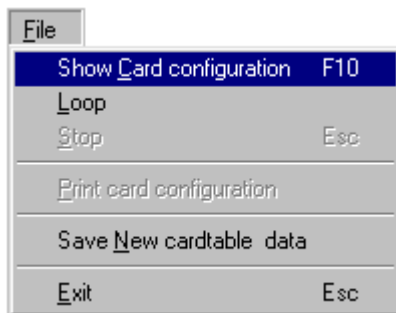 File
Show Card configuration F10
Loop
Stop Esc
Print card configuration
Save New cardtable data
Exit Esc